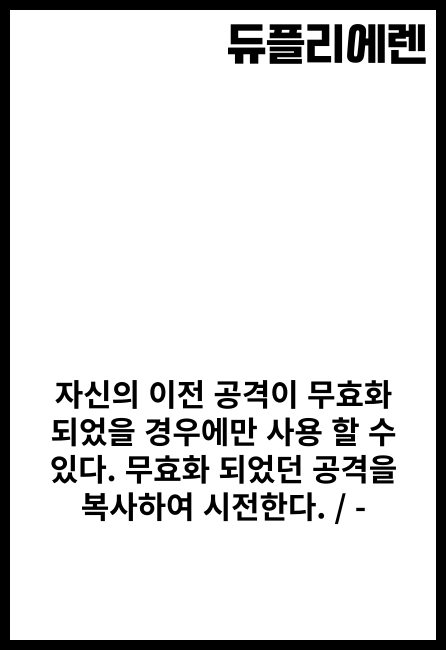 듀플리에렌
자신의 이전 공격이 무효화
되었을 경우에만 사용 할 수
있다. 무효화 되었던 공격을
복사하여 시전한다. / -